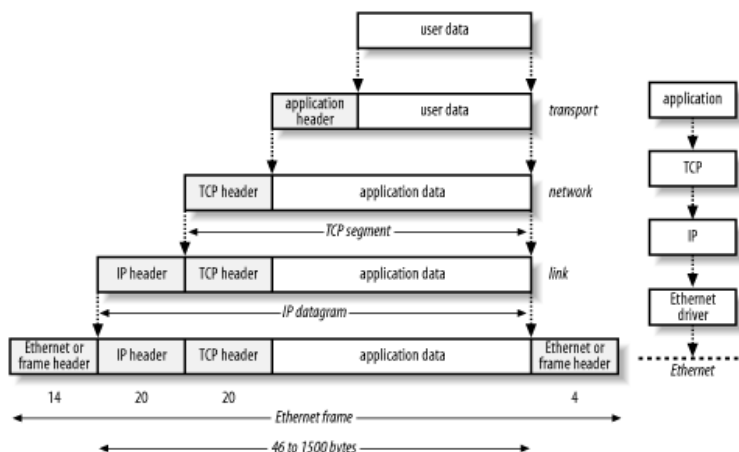 user data
application
header
user data
transport
application
TCP header
application data
network
TCP
TCP segment
IP header
TCP header
application data
link
IP
IP datagram
Ethernet
driver
Ethernet or
frame header
IP header
TCP header
application data
Ethernet or
frame header
Ethernet
14
20
20
4
Ethernet frame
46 to 1500 bytes